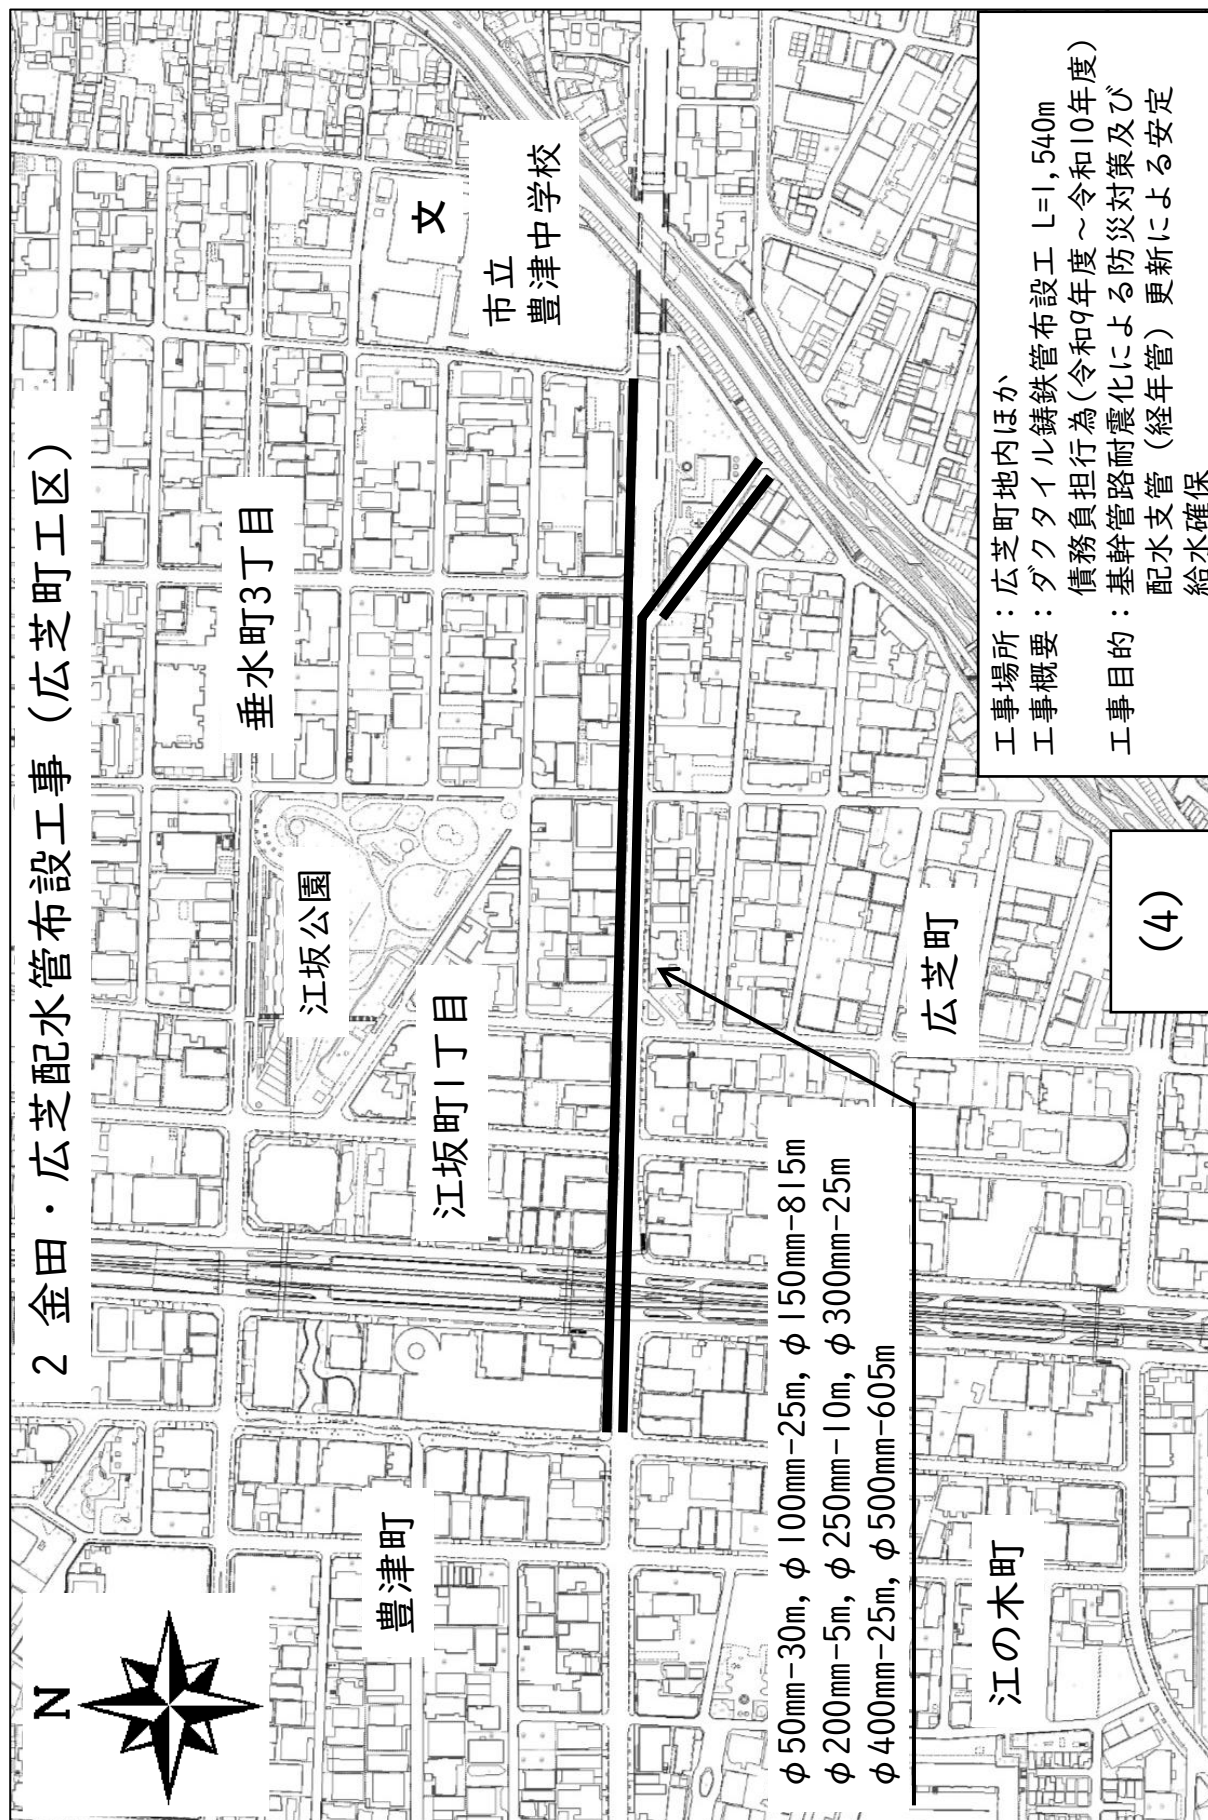 2 金田・広芝配水管布設工事（広芝町工区）
N
市立
豊津中学校
文
垂水町3丁目
江坂公園
江坂町1丁目
豊津町
広芝町
江の木町
φ50mm-30m, φ100mm-25m, φ150mm-815m
φ200mm-5m, φ250mm-10m, φ300mm-25m
φ400mm-25m, φ500mm-605m
工事場所：広芝町地内ほか
工事概要：ダクタイル鋳鉄管布設工 L=1,540m
債務負担行為(令和9年度～令和10年度)
工事目的：基幹管路耐震化による防災対策及び
配水支管（経年管）更新による安定
給水確保
(4)